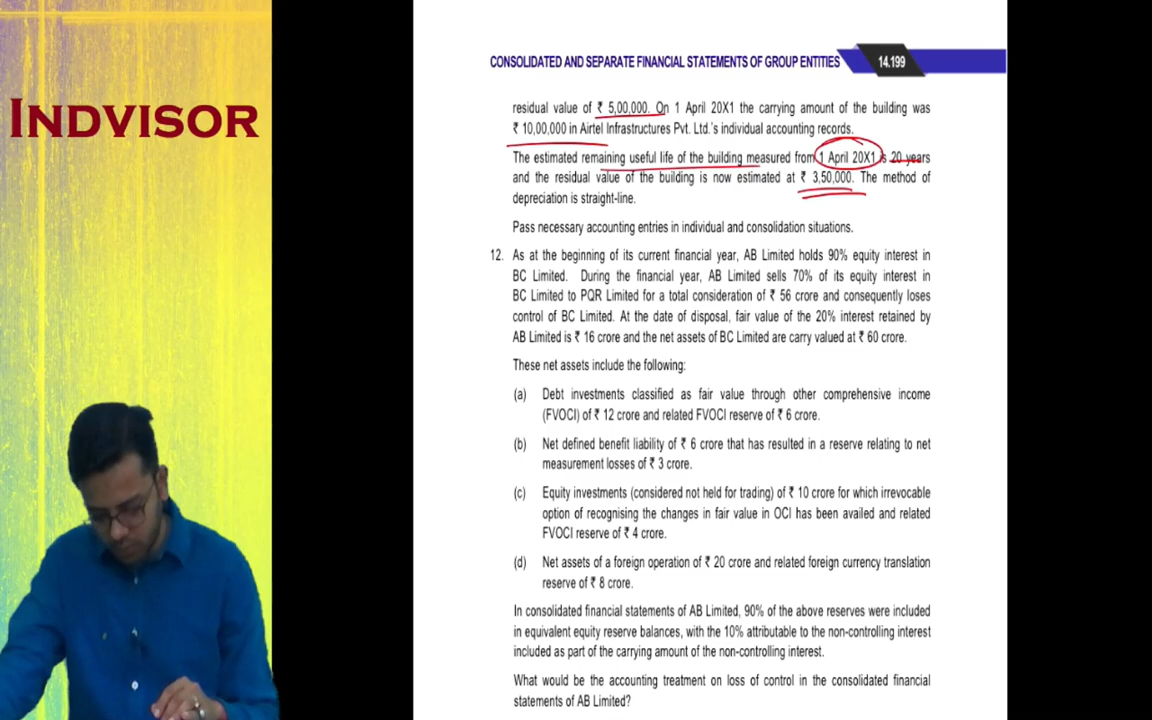 INDVISOR
CONSOLIDATED AND SEPARATE FINANCIAL STATEMENTS OF GROUP ENTITIES 14.199
residual value of ₹ 5,00,000. On 1 April 20X1 the carrying amount of the building was
₹ 10,00,000 in Airtel Infrastructures Pvt. Ltd.'s individual accounting records.
The estimated remaining useful life of the building measured from 1 April 20X1 is 20 years
and the residual value of the building is now estimated at ₹ 3,50,000. The method of
depreciation is straight-line.
Pass necessary accounting entries in individual and consolidation situations.
12. As at the beginning of its current financial year, AB Limited holds 90% equity interest in
BC Limited. During the financial year, AB Limited sells 70% of its equity interest in
BC Limited to PQR Limited for a total consideration of ₹ 56 crore and consequently loses
control of BC Limited. At the date of disposal, fair value of the 20% interest retained by
AB Limited is ₹ 16 crore and the net assets of BC Limited are carry valued at ₹ 60 crore.
These net assets include the following:
(a) Debt investments classified as fair value through other comprehensive income
(FVOCI) of ₹ 12 crore and related FVOCI reserve of ₹ 6 crore.
(b) Net defined benefit liability of ₹ 6 crore that has resulted in a reserve relating to net
measurement losses of ₹ 3 crore.
(c) Equity investments (considered not held for trading) of ₹ 10 crore for which irrevocable
option of recognising the changes in fair value in OCI has been availed and related
FVOCI reserve of ₹ 4 crore.
(d) Net assets of a foreign operation of ₹ 20 crore and related foreign currency translation
reserve of ₹ 8 crore.
In consolidated financial statements of AB Limited, 90% of the above reserves were included
in equivalent equity reserve balances, with the 10% attributable to the non-controlling interest
included as part of the carrying amount of the non-controlling interest.
What would be the accounting treatment on loss of control in the consolidated financial
statements of AB Limited?